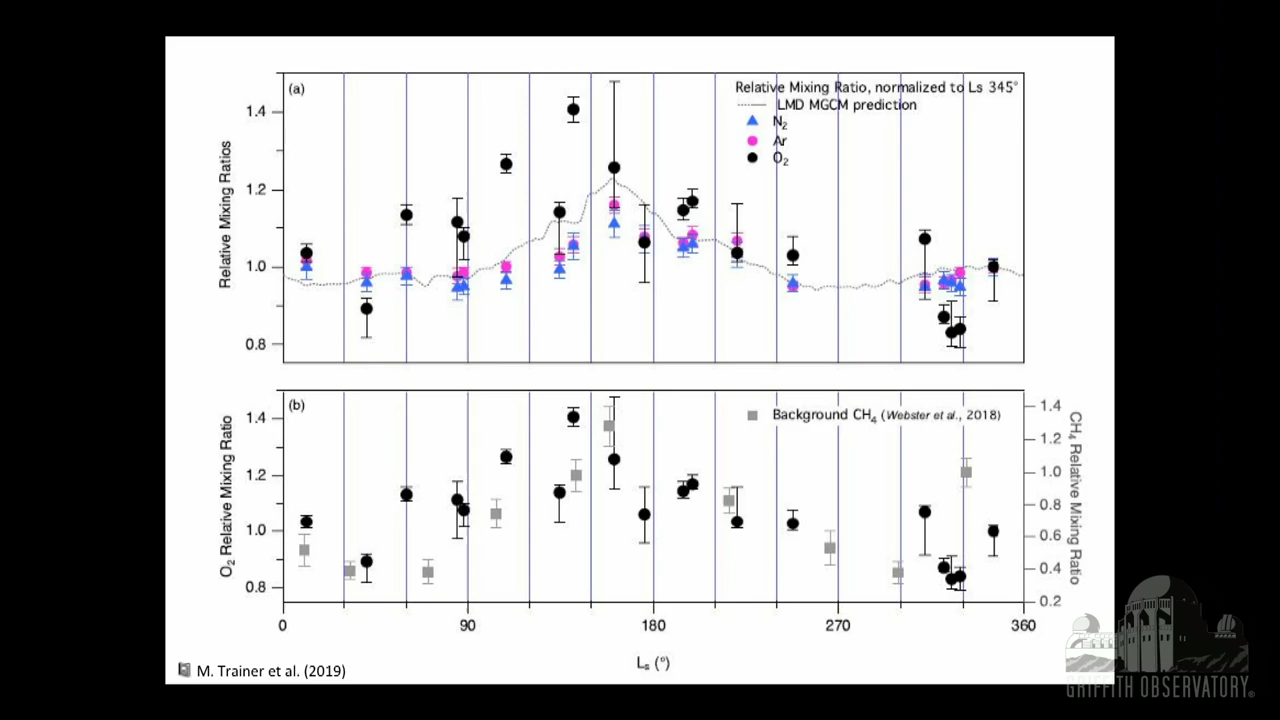 (a)
Relative Mixing Ratio, normalized to Ls 345°
LMD MGCM prediction
N₂
Ar
O₂
Relative Mixing Ratios
1.4
1.2
1.0
0.8
(b)
Background CH₄ (Webster et al., 2018)
O₂ Relative Mixing Ratio
1.4
1.2
1.0
0.8
CH₄ Relative Mixing Ratio
1.4
1.2
1.0
0.8
0.6
0.4
0.2
0 90 180 270 360
Lₛ (°)
M. Trainer et al. (2019)
GRIFFITH OBSERVATORY®